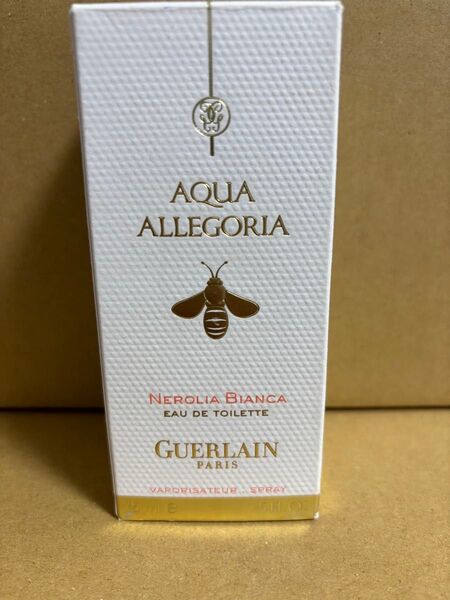 AQUA
ALLEGORIA
NEROLIA BIANCA
EAU DE TOILETTE
GUERLAIN
PARIS
VAPORISATEUR . SPRAY